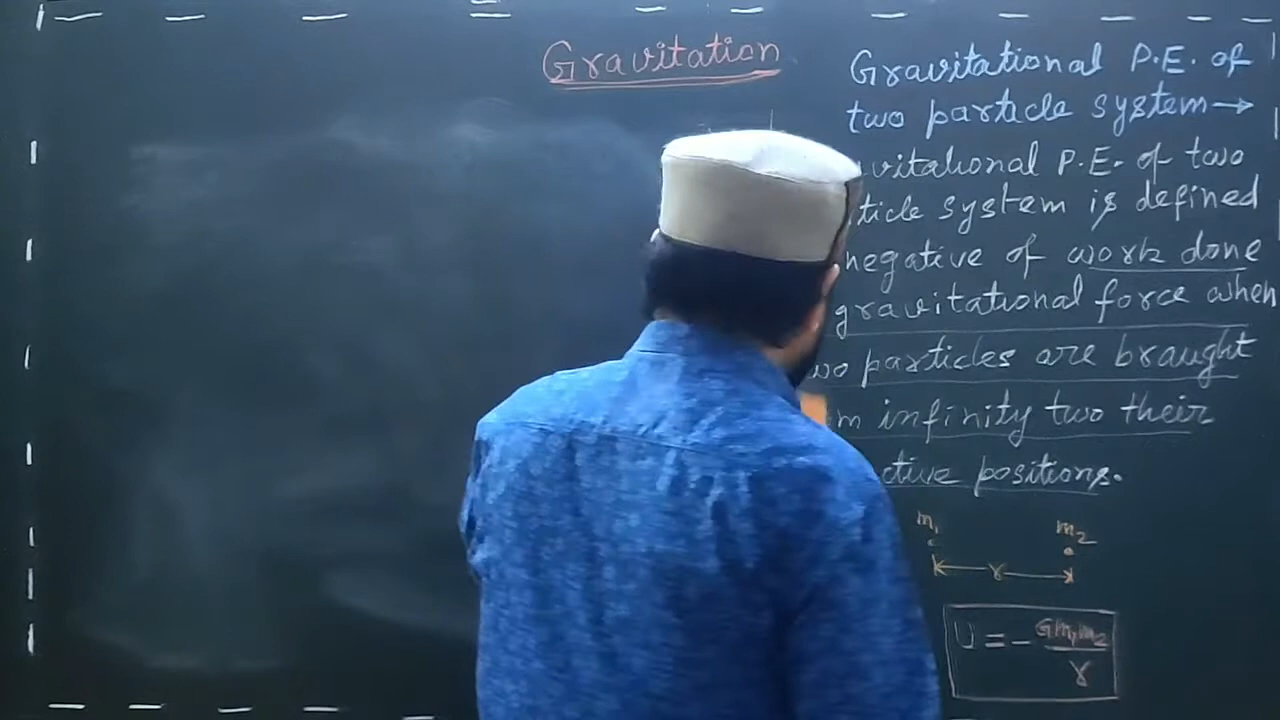 Gravitation
Gravitational P.E. of
two particle system→
vitational P.E. of two
ticle system is defined
negative of work done
gravitational force when
wo particles are braught
m infinity two their
ctive positions.
m₁ m₂
r
U = - Gm₁m₂/r